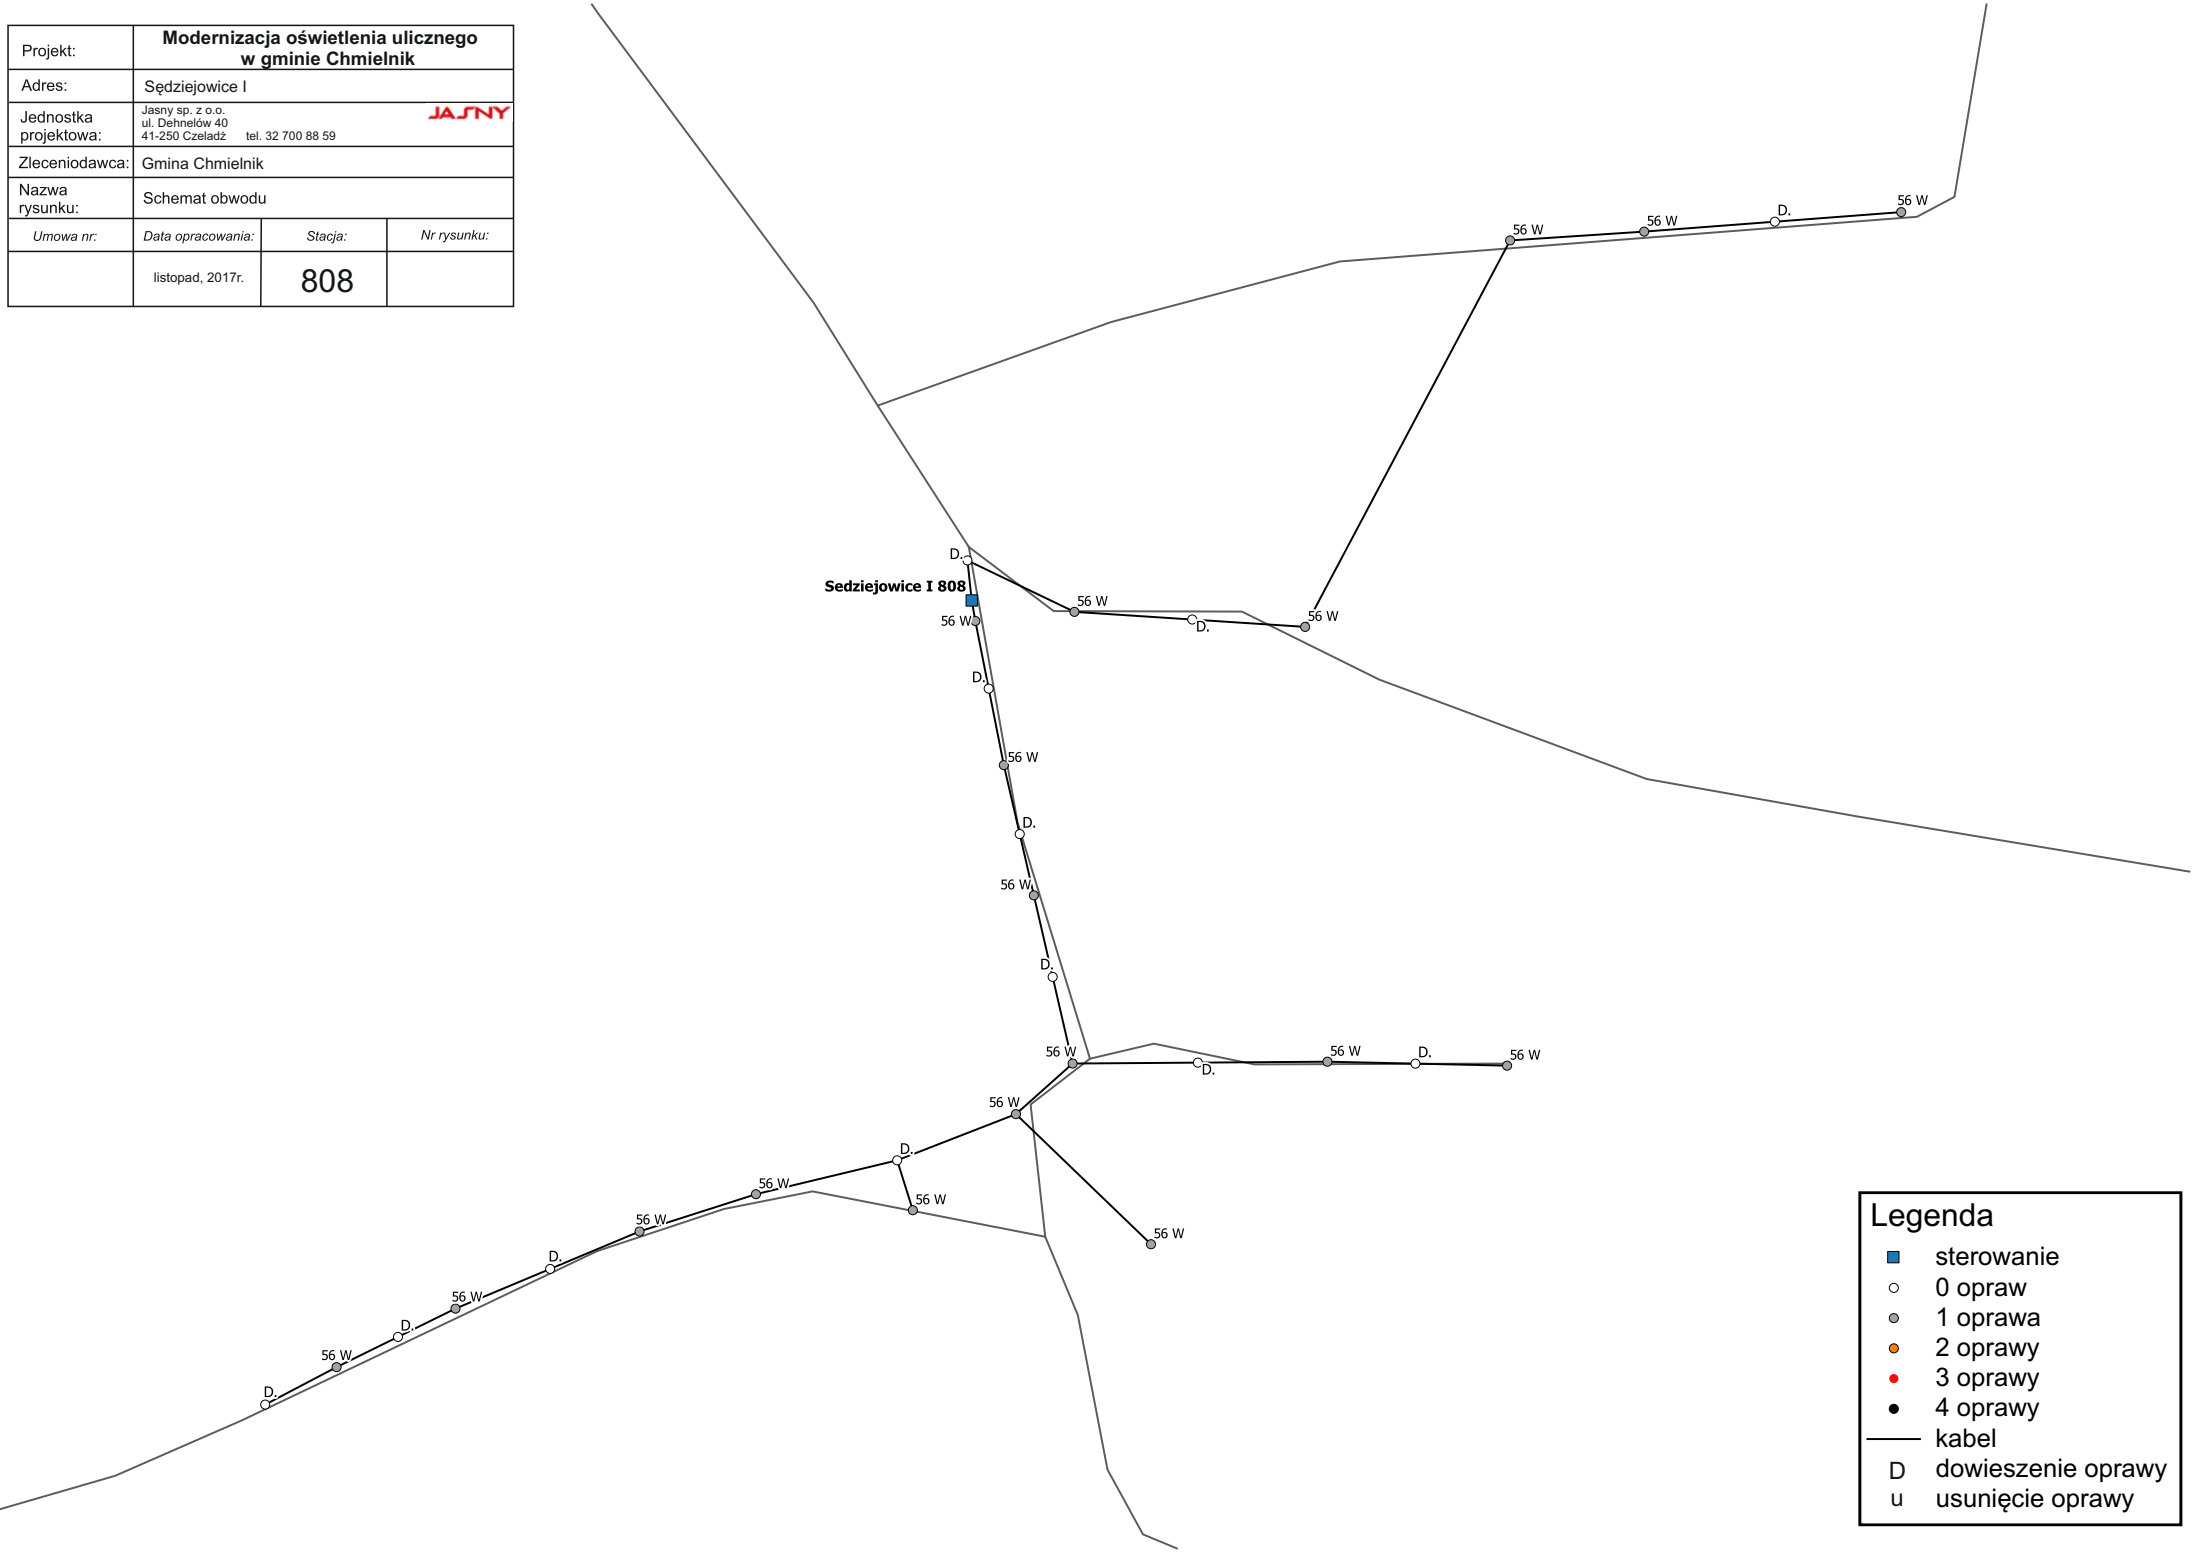 Projekt:
Modernizacja oświetlenia ulicznego
w gminie Chmielnik
Adres:
Sędziejowice I
Jednostka
projektowa:
Jasny sp. z o.o.
ul. Dehnelów 40
41-250 Czeladź tel. 32 700 88 59
JASNY
Zleceniodawca:
Gmina Chmielnik
Nazwa
rysunku:
Schemat obwodu
Umowa nr:
Data opracowania:
Stacja:
Nr rysunku:
listopad, 2017r.
808
56 W
D.
56 W
56 W
D.
Sedziejowice I 808
56 W
56 W
D.
56 W
D.
56 W
D.
56 W
D.
56 W
D.
56 W
D.
56 W
56 W
D.
56 W
56 W
56 W
56 W
D.
56 W
D.
56 W
D.
Legenda
sterowanie
0 opraw
1 oprawa
2 oprawy
3 oprawy
4 oprawy
kabel
D dowieszenie oprawy
u usunięcie oprawy